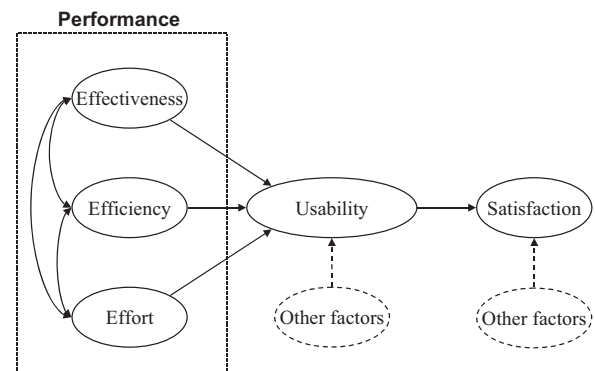 Performance
Effectiveness
Efficiency
Usability
Satisfaction
Effort
Other factors
Other factors